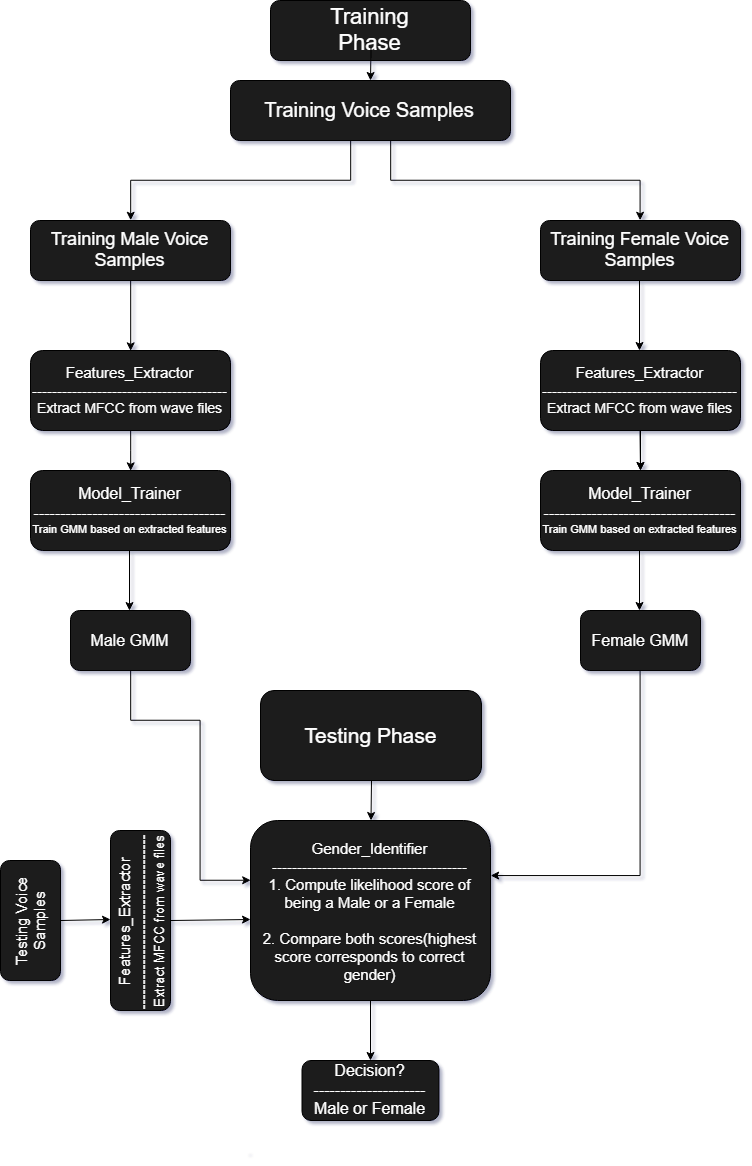 Training
Phase
Training Voice Samples
Training Male Voice
Samples
Training Female Voice
Samples
Features_Extractor
Extract MFCC from wave files
Features_Extractor
Extract MFCC from wave files
Model_Trainer
Train GMM based on extracted features
Model_Trainer
Train GMM based on extracted features
Male GMM
Female GMM
Testing Phase
Testing Voice
Samples
Features_Extractor
Extract MFCC from wave files
Gender_Identifier
1. Compute likelihood score of
being a Male or a Female
2. Compare both scores(highest
score corresponds to correct
gender)
Decision?
Male or Female